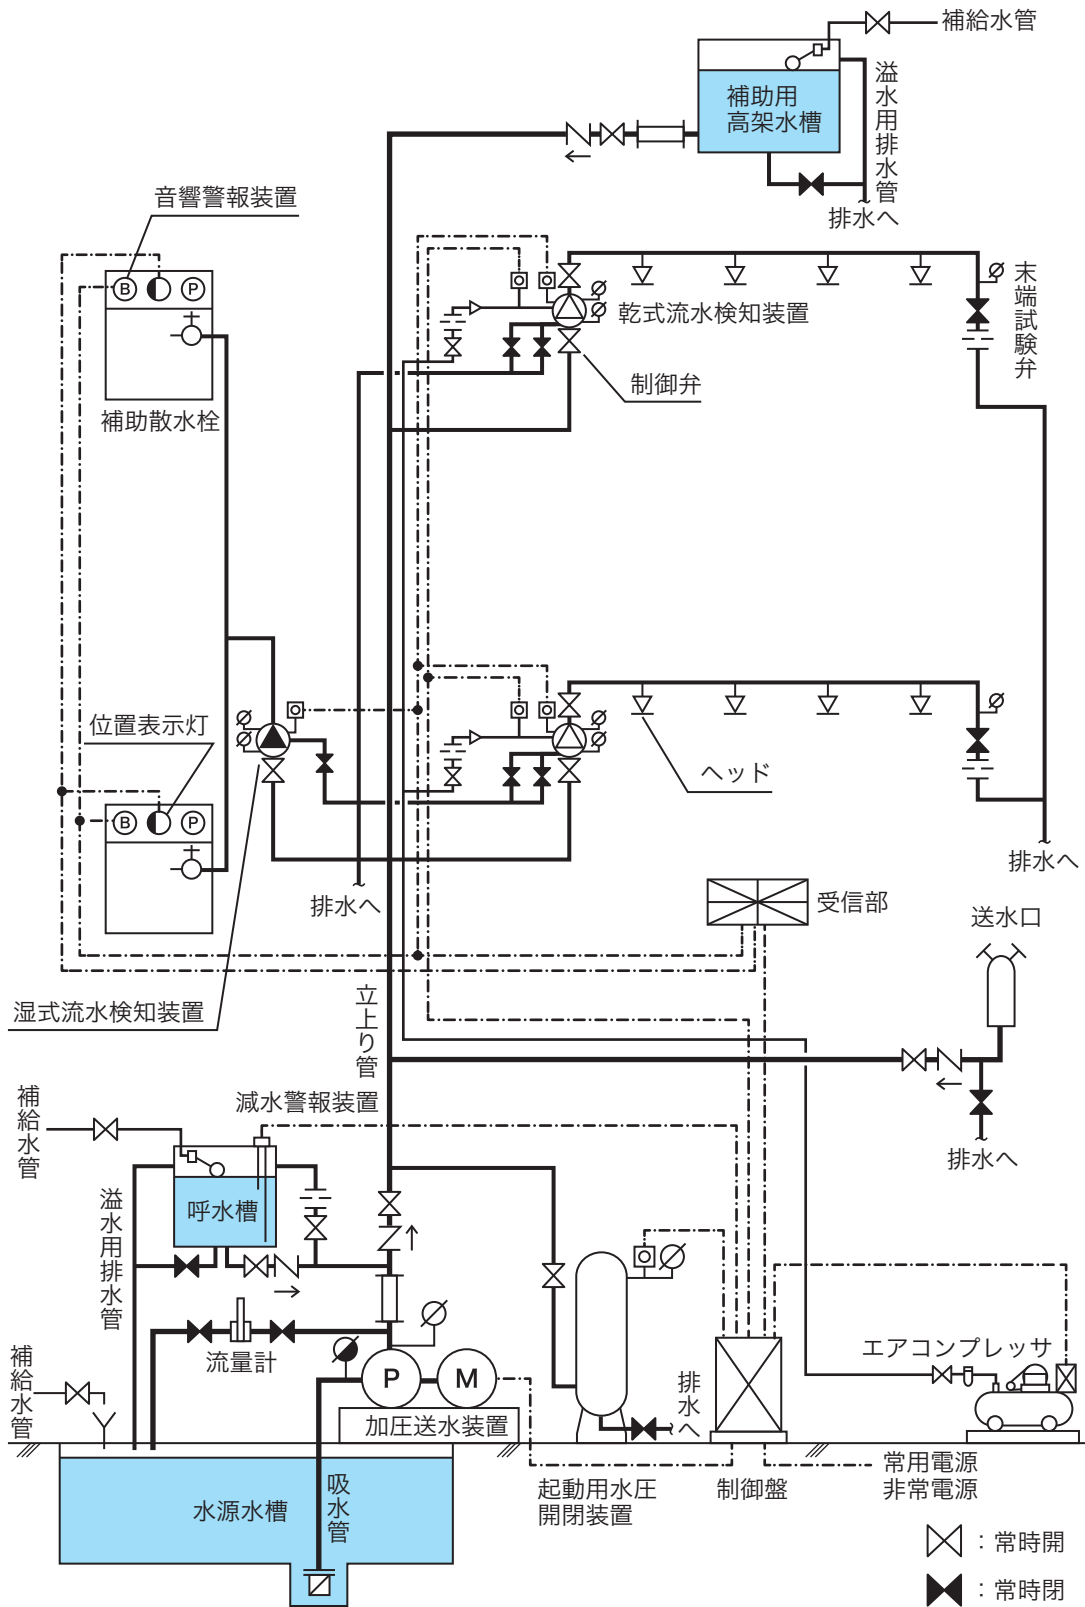 補給水管
補助用
高架水槽
溢水用排水管
排水へ
音響警報装置
B
P
補助散水栓
乾式流水検知装置
制御弁
末端試験弁
位置表示灯
B
P
ヘッド
排水へ
排水へ
受信部
送水口
湿式流水検知装置
立上り管
減水警報装置
補給水管
排水へ
呼水槽
溢水用排水管
流量計
補給水管
P
M
加圧送水装置
排水へ
エアコンプレッサ
水源水槽
吸水管
起動用水圧
開閉装置
制御盤
常用電源
非常電源
：常時開
：常時閉